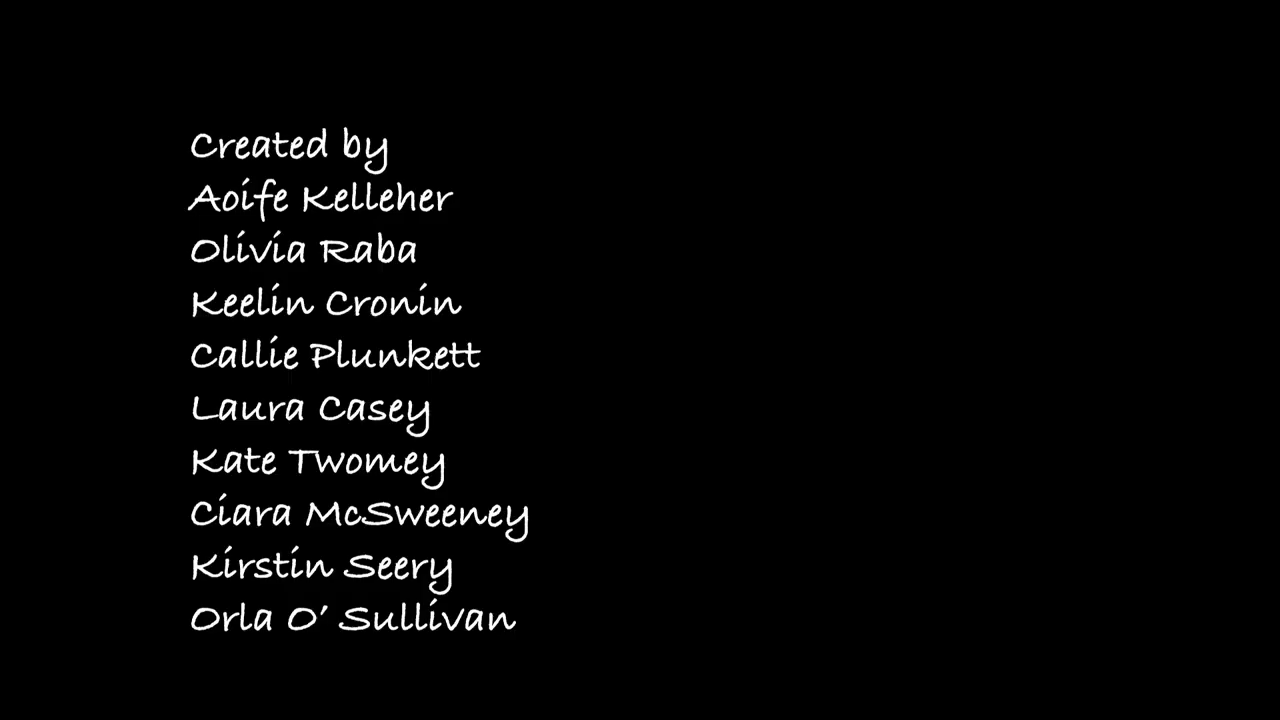 Created by
Aoife Kelleher
Olivia Raba
Keelin Cronin
Callie Plunkett
Laura Casey
Kate Twomey
Ciara McSweeney
Kirstin Seery
Orla O' Sullivan